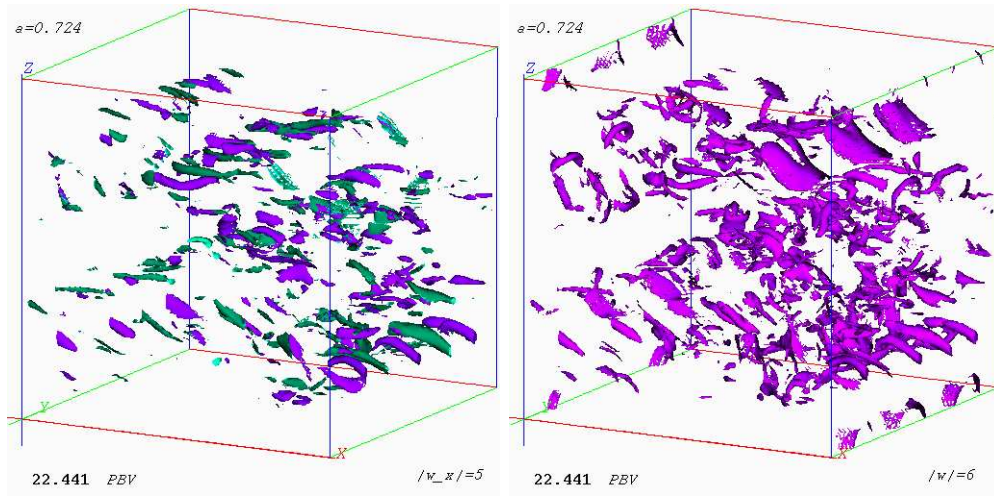 a=0.724
Z
Y
X
22.441 PBV
/w_x/=5
a=0.724
Z
Y
X
22.441 PBV
/w/=6